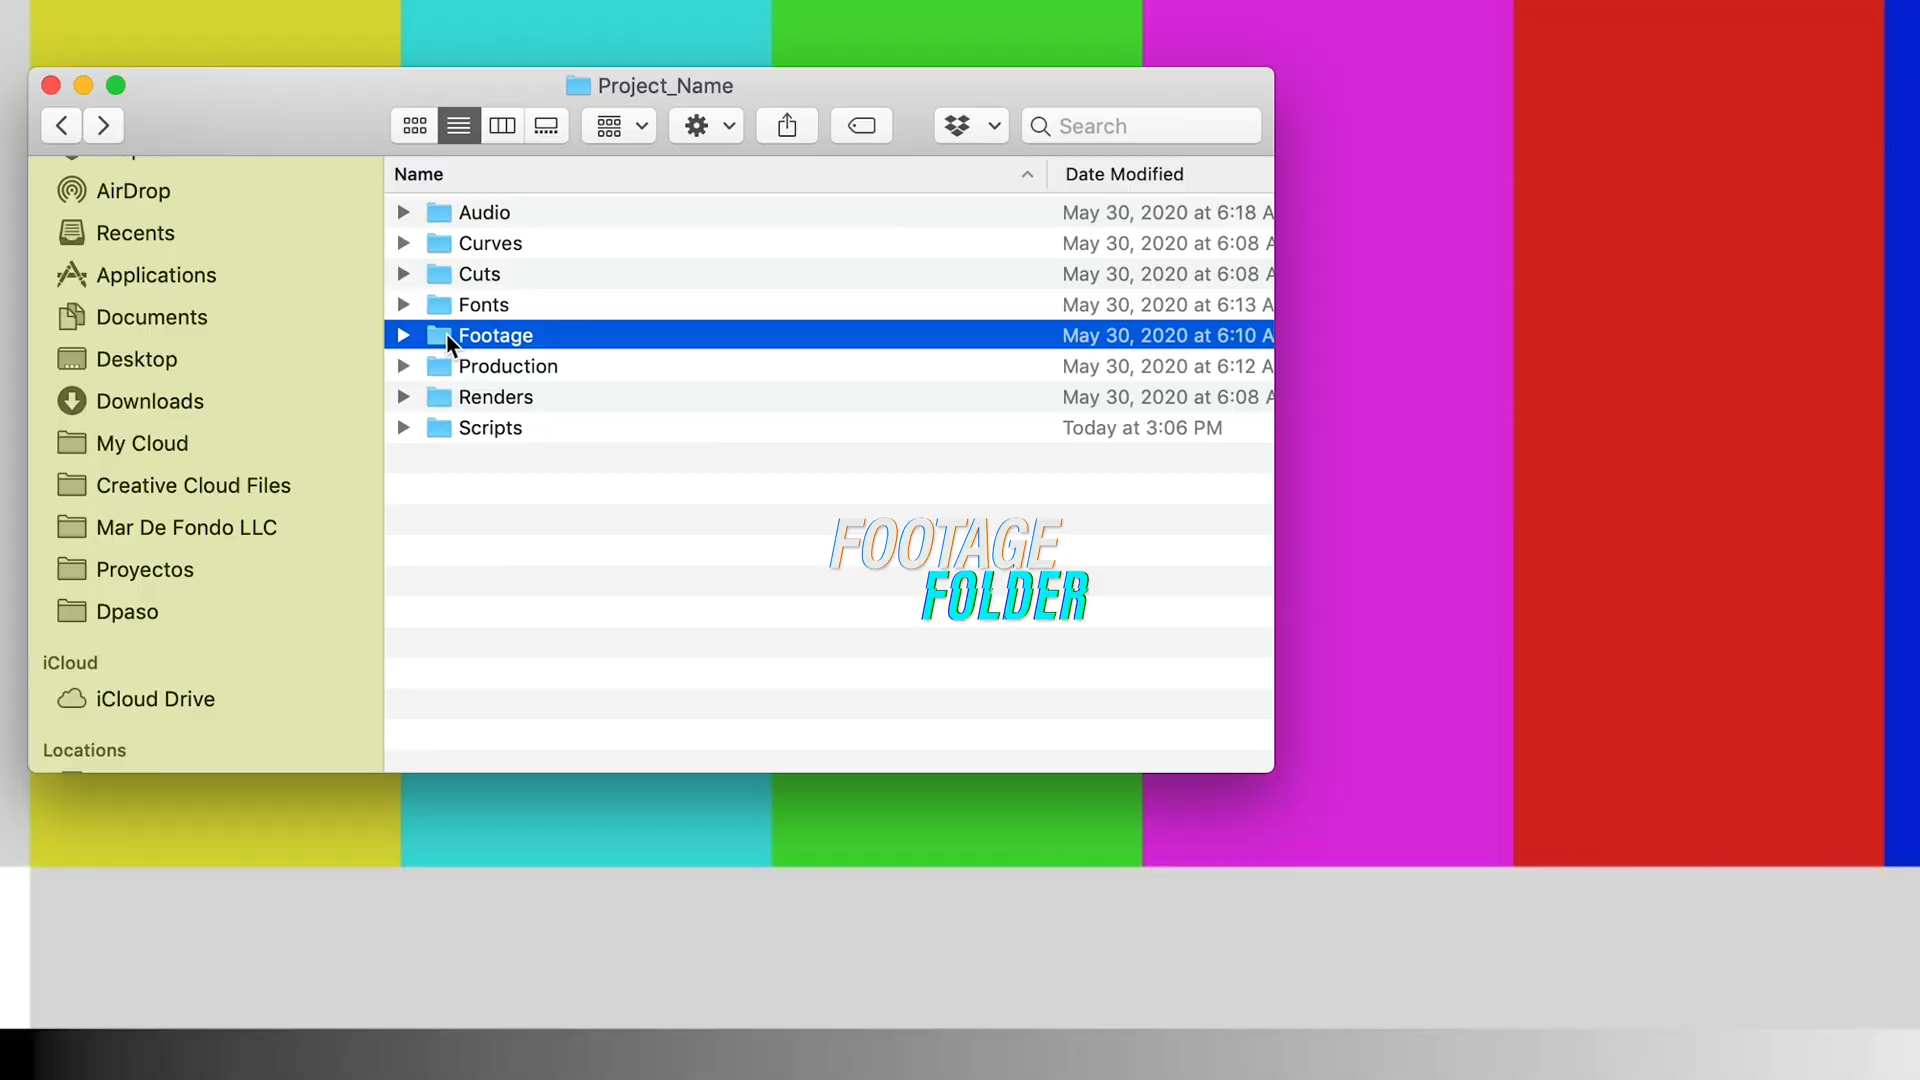 Project_Name
Search
AirDrop
Recents
Applications
Documents
Desktop
Downloads
My Cloud
Creative Cloud Files
Mar De Fondo LLC
Proyectos
Dpaso
iCloud
iCloud Drive
Locations
Name Date Modified
Audio May 30, 2020 at 6:18 A
Curves May 30, 2020 at 6:08 A
Cuts May 30, 2020 at 6:08 A
Fonts May 30, 2020 at 6:13 A
Footage May 30, 2020 at 6:10 A
Production May 30, 2020 at 6:12 A
Renders May 30, 2020 at 6:08 A
Scripts Today at 3:06 PM
FOOTAGE
FOLDER